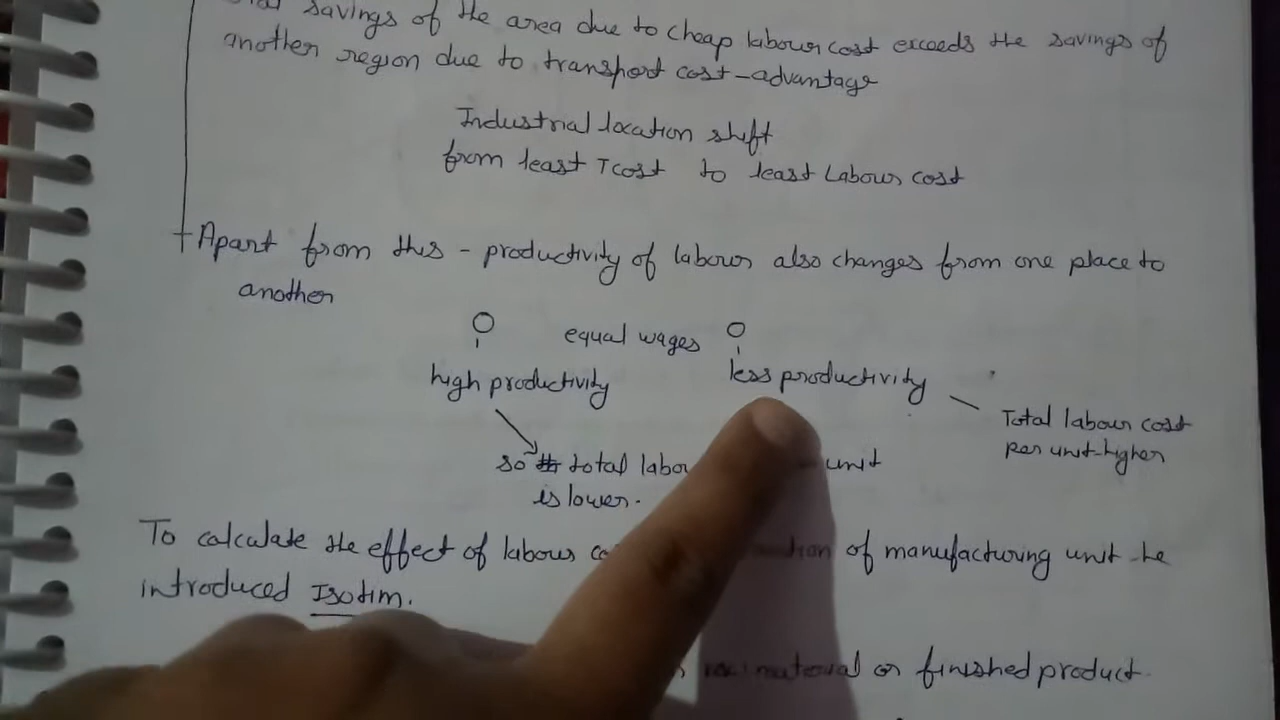 savings of the area due to cheap labour cost exceeds the savings of
another region due to transport cost-advantage
Industrial location shift
from least T cost to least Labour cost
Apart from this - productivity of labour also changes from one place to
another
equal wages
high productivity
less productivity
Total labour cost
per unit-higher
so total labou unit
is lower.
To calculate the effect of labour of manufacturing unit he
introduced Isotim.
material or finished product.